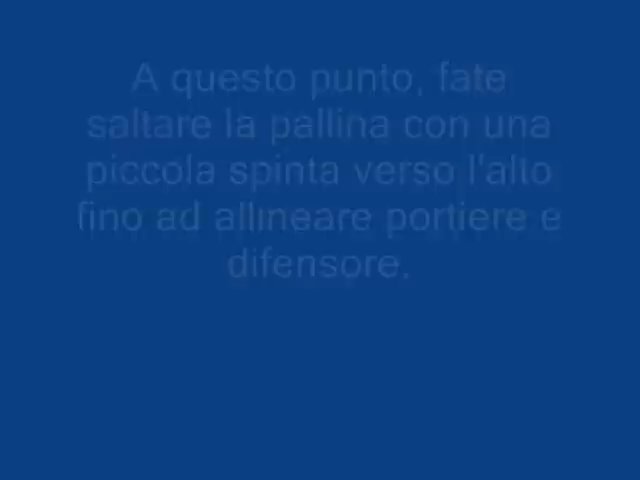 A questo punto, fate
saltare la pallina con una
piccola spinta verso l'alto
fino ad allineare portiere e
difensore.